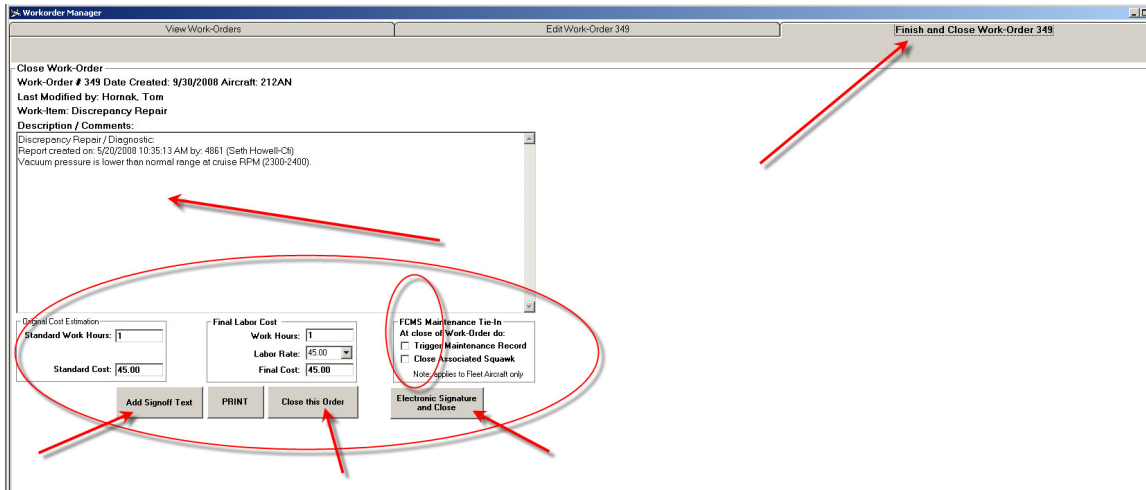 Workorder Manager
View Work-Orders
Edit Work-Order 349
Finish and Close Work-Order 349
Close Work-Order
Work-Order # 349 Date Created: 9/30/2008 Aircraft: 212AN
Last Modified by: Hornak, Tom
Work-Item: Discrepancy Repair
Description / Comments:
Discrepancy Repair / Diagnostic:
Report created on: 5/20/2008 10:35:13 AM by: 4861 (Seth Howell-Cfi)
Vacuum pressure is lower than normal range at cruise RPM (2300-2400).
Original Cost Estimation
Standard Work Hours: 1
Standard Cost: 45.00
Final Labor Cost
Work Hours: 1
Labor Rate: 45.00
Final Cost: 45.00
FCMS Maintenance Tie-In
At close of Work-Order do:
Trigger Maintenance Record
Close Associated Squawk
Note: applies to Fleet Aircraft only
Add Signoff Text
PRINT
Close this Order
Electronic Signature
and Close